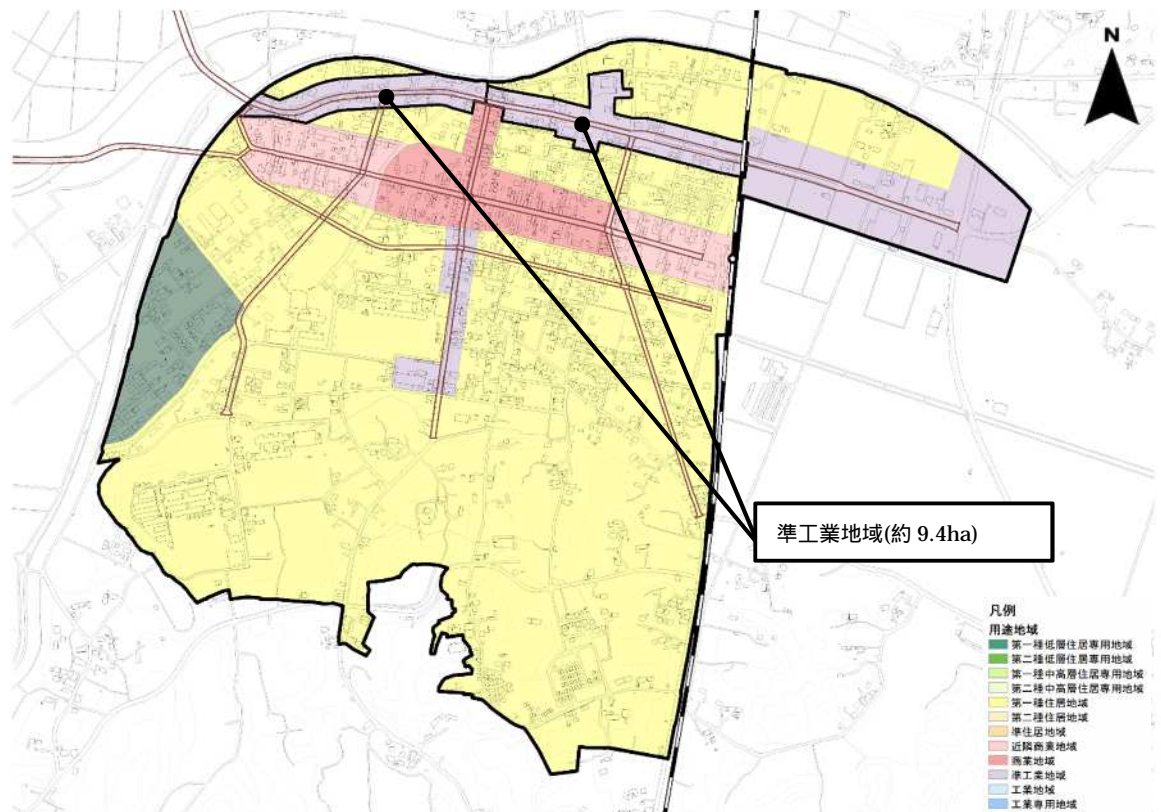 N
準工業地域(約 9.4ha)
凡例
用途地域
第一種低層住居専用地域
第二種低層住居専用地域
第一種中高層住居専用地域
第二種中高層住居専用地域
第一種住居地域
第二種住居地域
準住居地域
近隣商業地域
商業地域
準工業地域
工業地域
工業専用地域